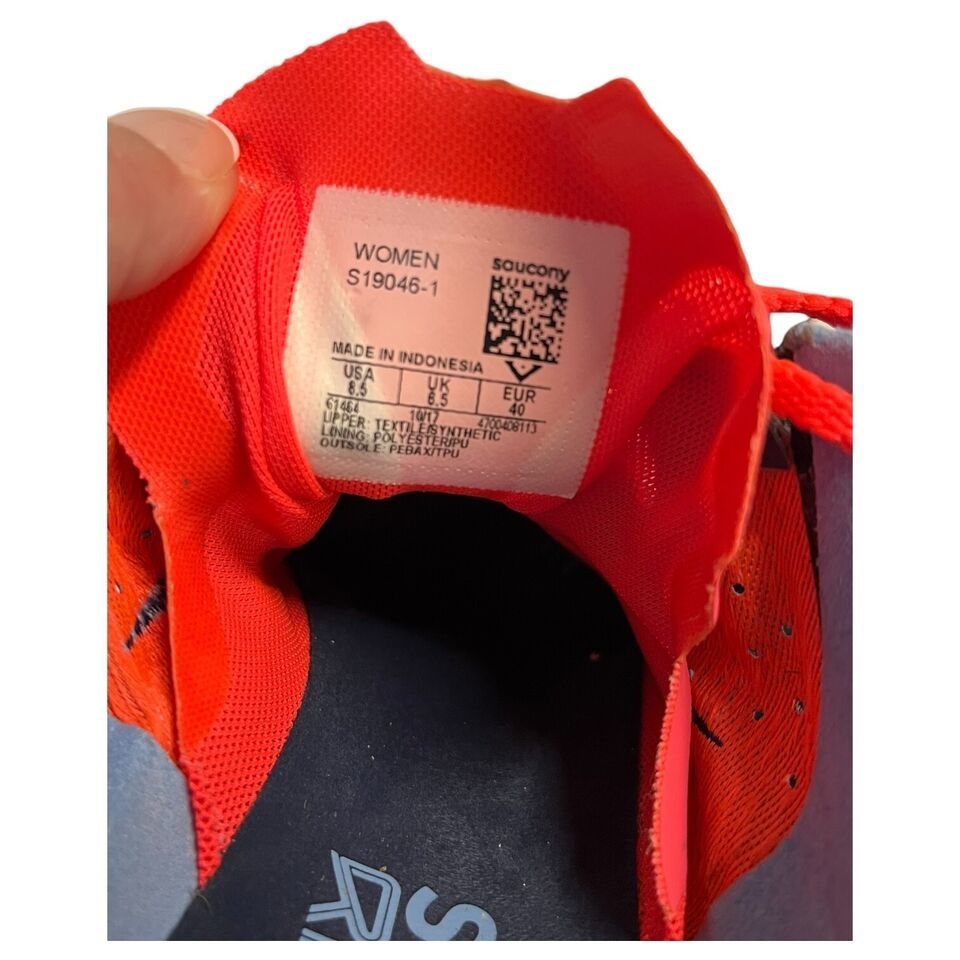 WOMEN
S19046-1
saucony
MADE IN INDONESIA
USA UK EUR
8.5 6.5 40
61464 10/17 4700408113
UPPER: TEXTILE/SYNTHETIC
LINING: POLYESTER/PU
OUTSOLE: PEBAX/TPU